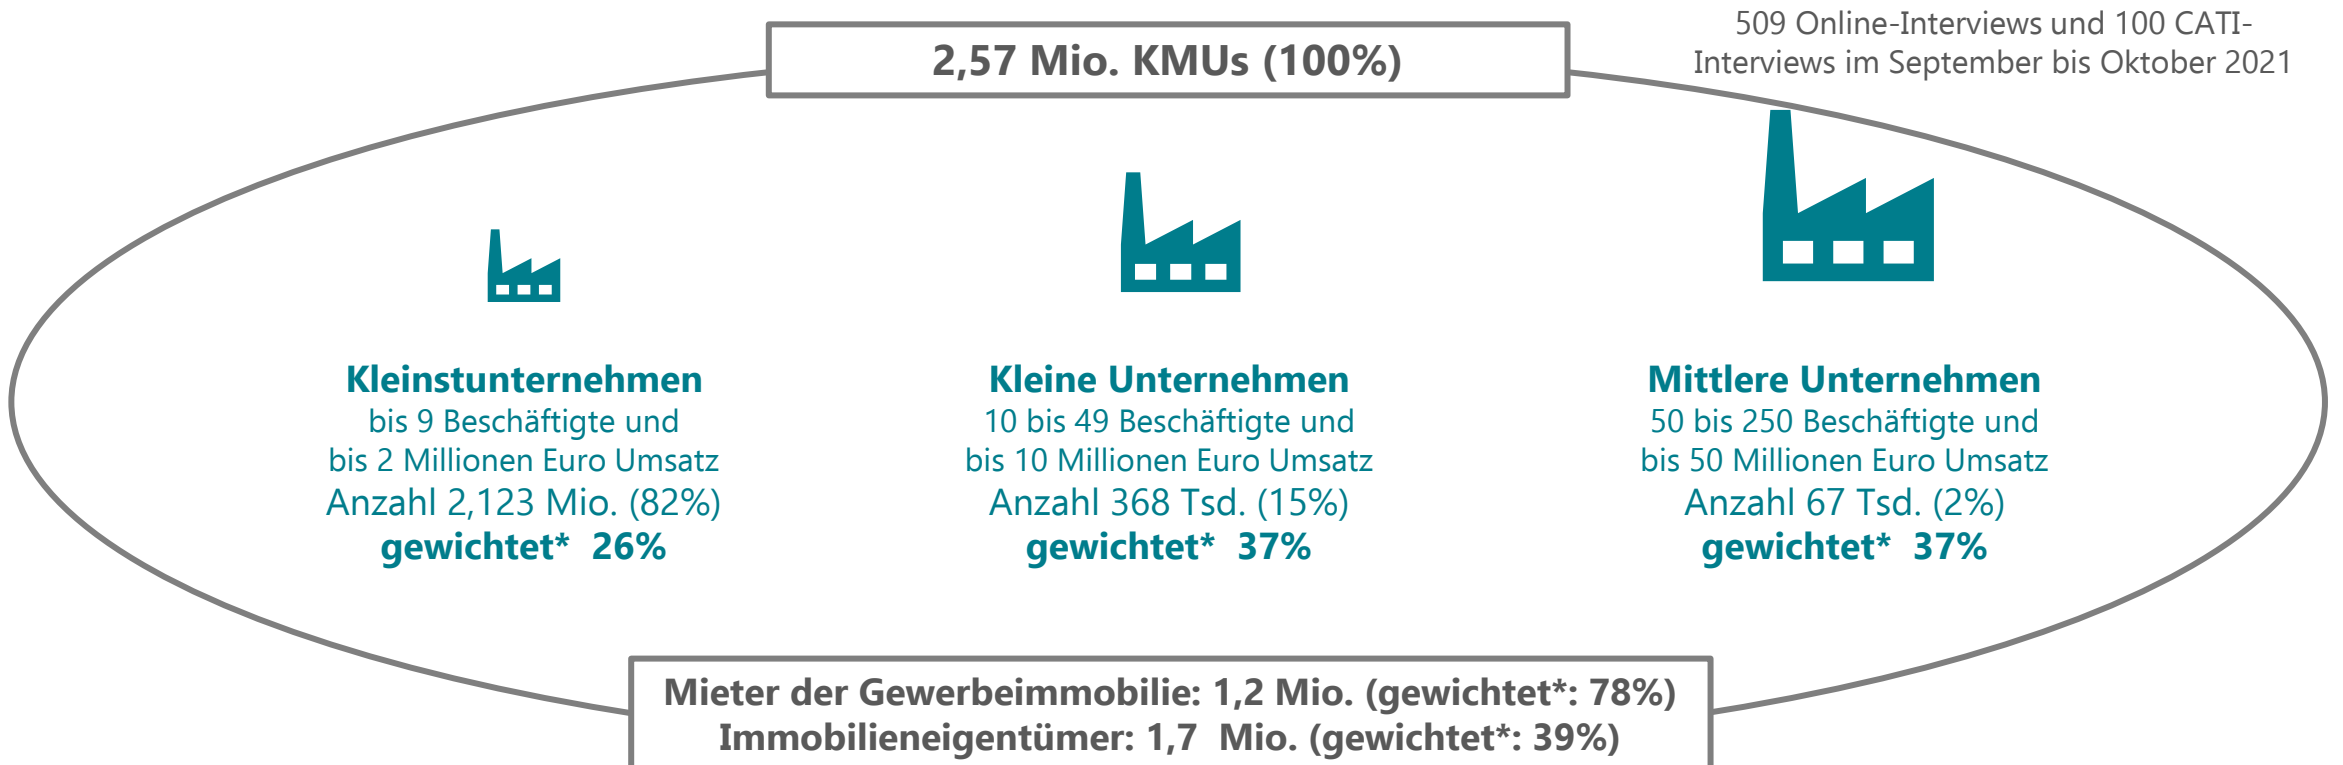 2,57 Mio. KMUs (100%)
509 Online-Interviews und 100 CATI-
Interviews im September bis Oktober 2021
Kleinstunternehmen
bis 9 Beschäftigte und
bis 2 Millionen Euro Umsatz
Anzahl 2,123 Mio. (82%)
gewichtet* 26%
Kleine Unternehmen
10 bis 49 Beschäftigte und
bis 10 Millionen Euro Umsatz
Anzahl 368 Tsd. (15%)
gewichtet* 37%
Mittlere Unternehmen
50 bis 250 Beschäftigte und
bis 50 Millionen Euro Umsatz
Anzahl 67 Tsd. (2%)
gewichtet* 37%
Mieter der Gewerbeimmobilie: 1,2 Mio. (gewichtet*: 78%)
Immobilieneigentümer: 1,7 Mio. (gewichtet*: 39%)